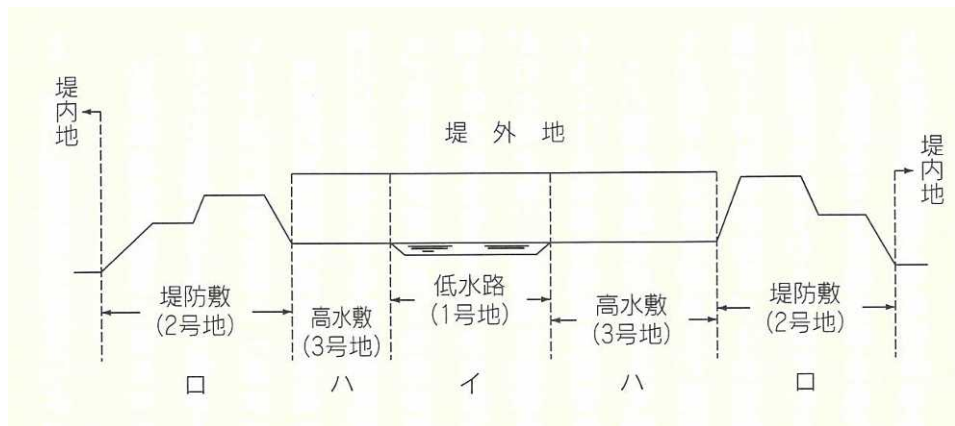 堤内地
堤外地
堤内地
堤防敷
(2号地)
高水敷
(3号地)
低水路
(1号地)
高水敷
(3号地)
堤防敷
(2号地)
ロ
ハ
イ
ハ
ロ